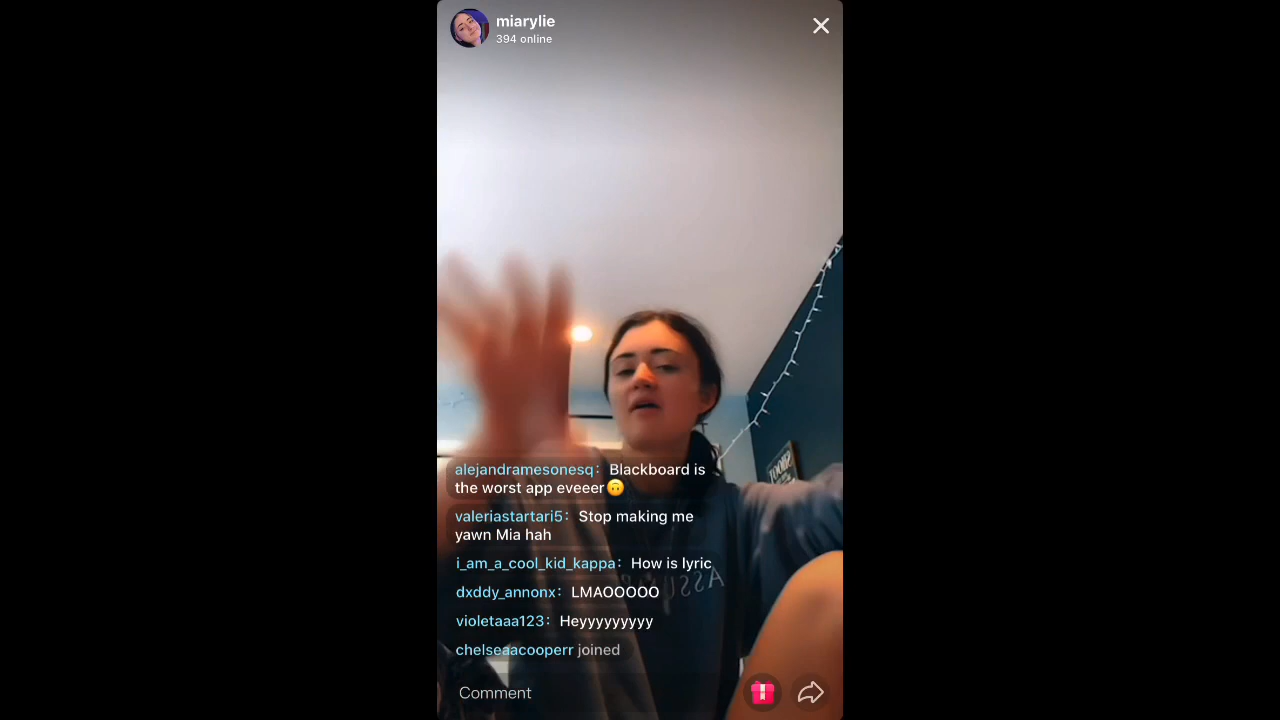 miarylie
394 online
alejandramesonesq: Blackboard is
the worst app eveeer🙃
valeriastartari5: Stop making me
yawn Mia hah
i_am_a_cool_kid_kappa: How is lyric
dxddy_annonx: LMAOOOOO
violetaaa123: Heyyyyyyyyy
chelseaacooperr joined
Comment